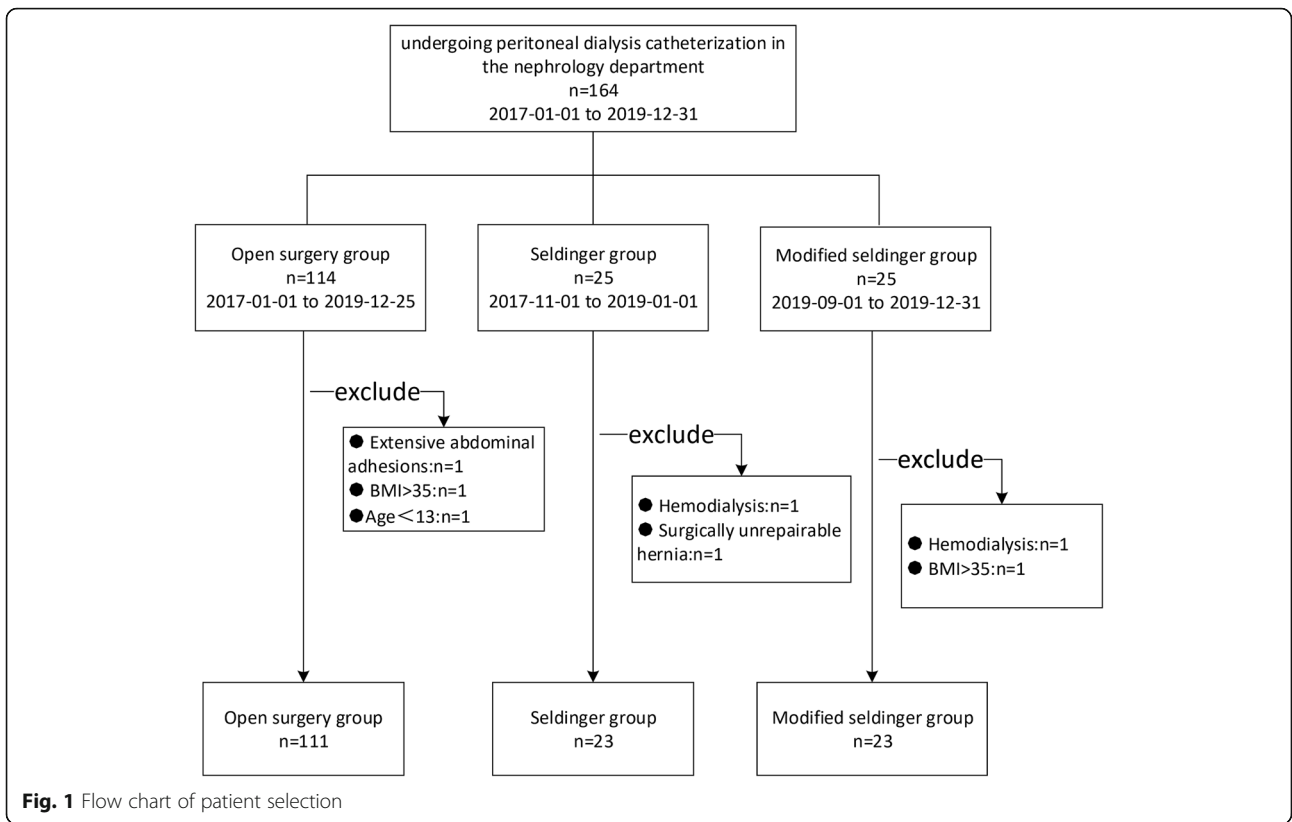 undergoing peritoneal dialysis catheterization in
the nephrology department
n=164
2017-01-01 to 2019-12-31
Open surgery group
n=114
2017-01-01 to 2019-12-25
Seldinger group
n=25
2017-11-01 to 2019-01-01
Modified seldinger group
n=25
2019-09-01 to 2019-12-31
exclude
● Extensive abdominal
adhesions:n=1
● BMI>35:n=1
● Age＜13:n=1
exclude
● Hemodialysis:n=1
● Surgically unrepairable
hernia:n=1
exclude
● Hemodialysis:n=1
● BMI>35:n=1
Open surgery group
n=111
Seldinger group
n=23
Modified seldinger group
n=23
Fig. 1 Flow chart of patient selection